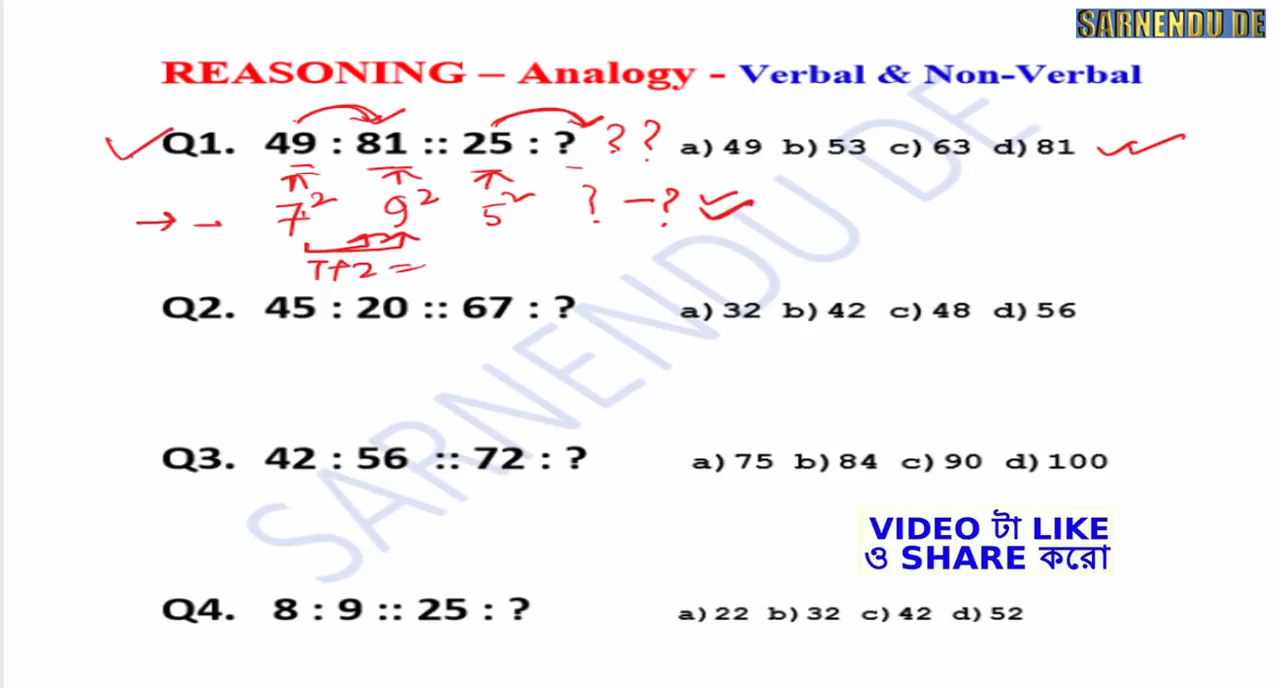 SARNENDU DE
REASONING – Analogy - Verbal & Non-Verbal
Q1. 49 : 81 :: 25 : ? ?? a) 49 b) 53 c) 63 d) 81
7² 9² 5² ? – ?
7+2 =
Q2. 45 : 20 :: 67 : ? a) 32 b) 42 c) 48 d) 56
Q3. 42 : 56 :: 72 : ? a) 75 b) 84 c) 90 d) 100
VIDEO টা LIKE
ও SHARE করো
Q4. 8 : 9 :: 25 : ? a) 22 b) 32 c) 42 d) 52
SARNENDU DE